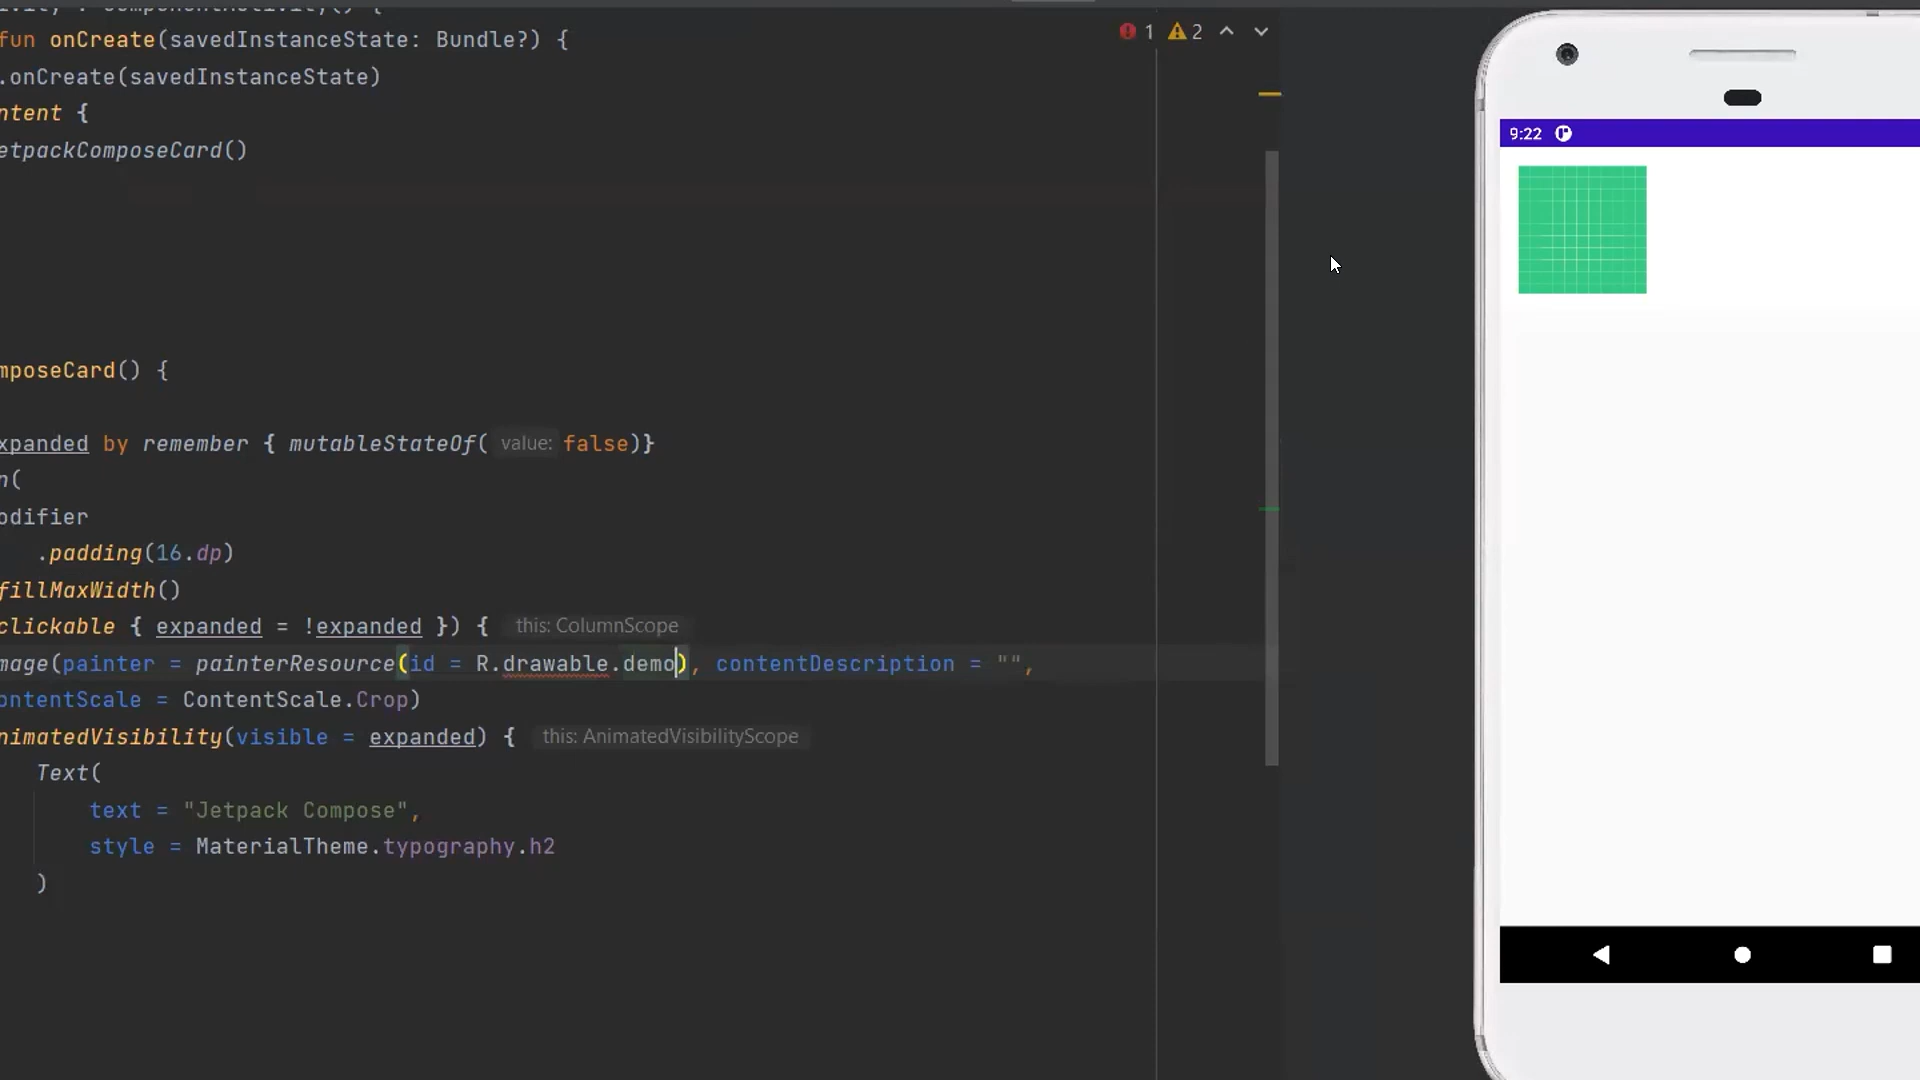 fun onCreate(savedInstanceState: Bundle?) {
1 2
.onCreate(savedInstanceState)
ntent {
etpackComposeCard()
9:22
mposeCard() {
xpanded by remember { mutableStateOf( value: false)}
n(
odifier
.padding(16.dp)
fillMaxWidth()
clickable { expanded = !expanded }) { this: ColumnScope
mage(painter = painterResource(id = R.drawable.demo), contentDescription = "",
ontentScale = ContentScale.Crop)
nimatedVisibility(visible = expanded) { this: AnimatedVisibilityScope
Text(
text = "Jetpack Compose",
style = MaterialTheme.typography.h2
)